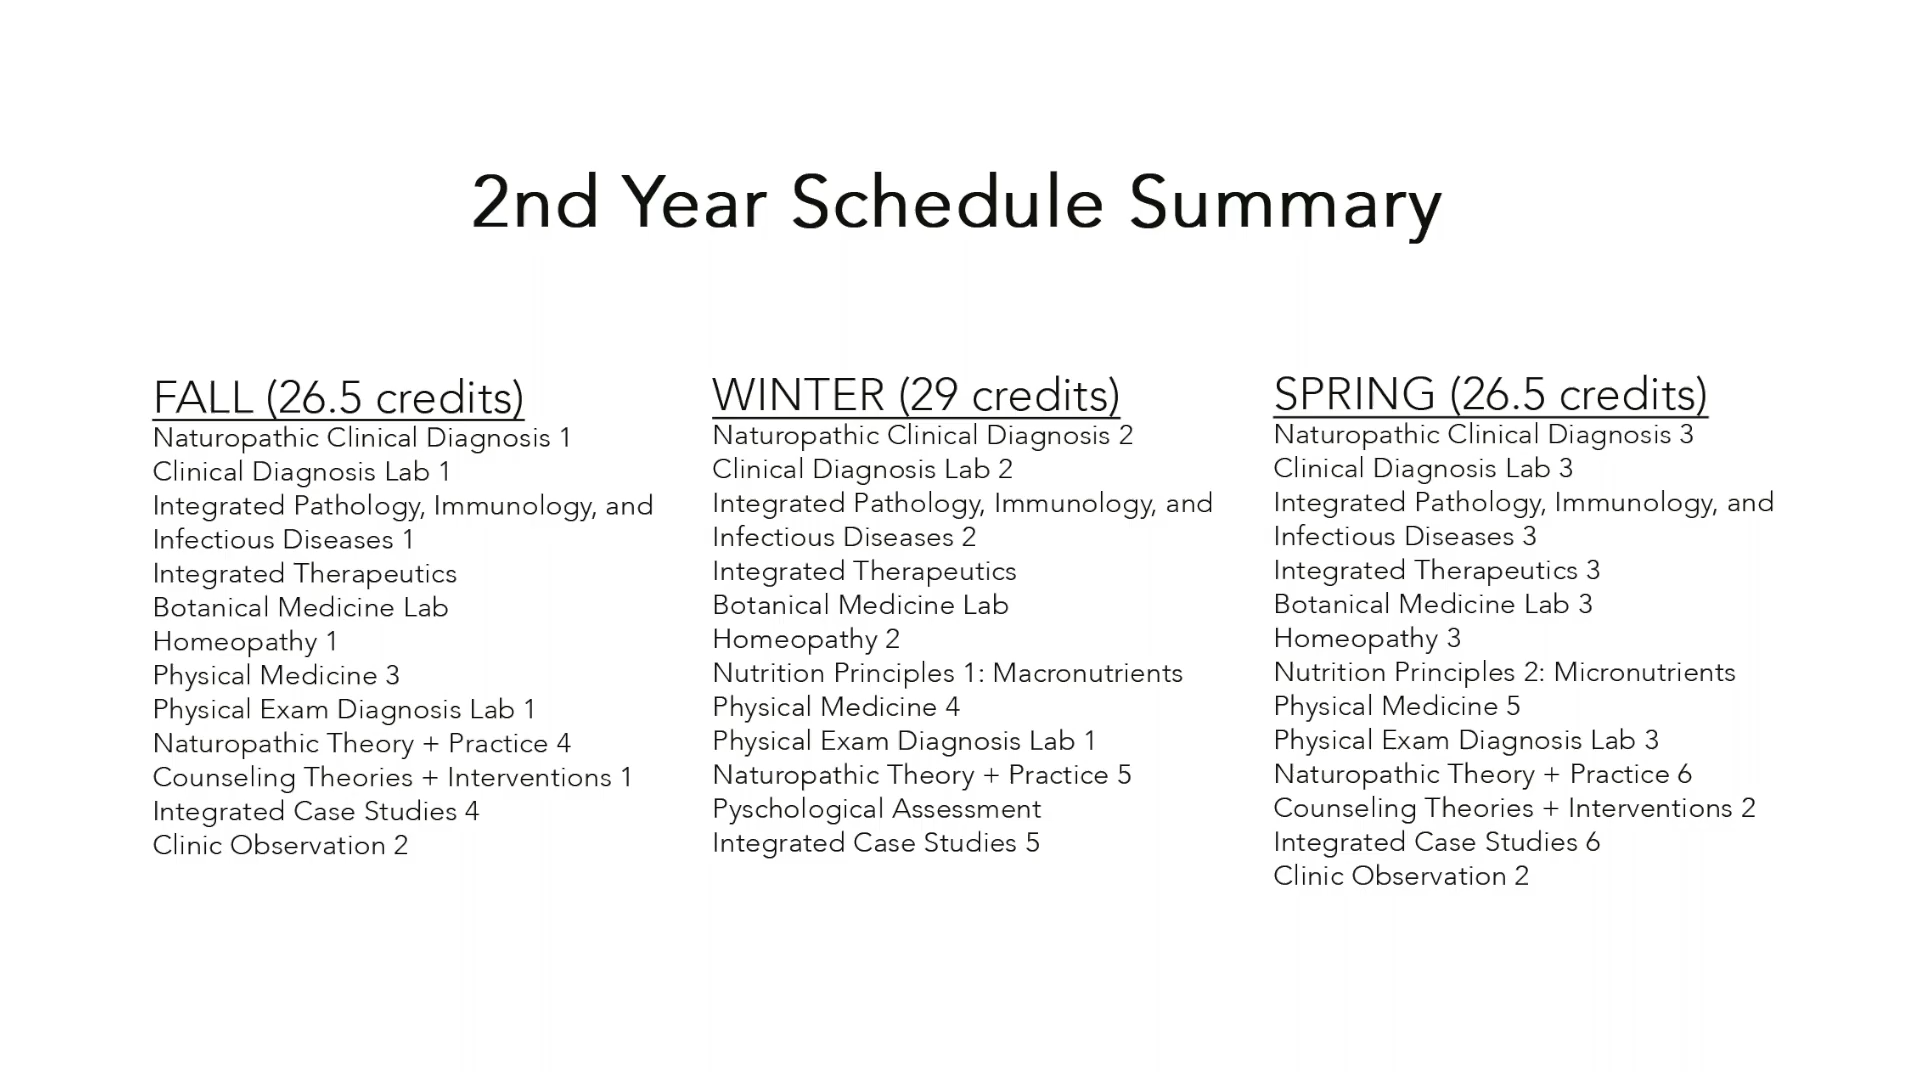 2nd Year Schedule Summary
FALL (26.5 credits)
Naturopathic Clinical Diagnosis 1
Clinical Diagnosis Lab 1
Integrated Pathology, Immunology, and
Infectious Diseases 1
Integrated Therapeutics
Botanical Medicine Lab
Homeopathy 1
Physical Medicine 3
Physical Exam Diagnosis Lab 1
Naturopathic Theory + Practice 4
Counseling Theories + Interventions 1
Integrated Case Studies 4
Clinic Observation 2
WINTER (29 credits)
Naturopathic Clinical Diagnosis 2
Clinical Diagnosis Lab 2
Integrated Pathology, Immunology, and
Infectious Diseases 2
Integrated Therapeutics
Botanical Medicine Lab
Homeopathy 2
Nutrition Principles 1: Macronutrients
Physical Medicine 4
Physical Exam Diagnosis Lab 1
Naturopathic Theory + Practice 5
Pyschological Assessment
Integrated Case Studies 5
SPRING (26.5 credits)
Naturopathic Clinical Diagnosis 3
Clinical Diagnosis Lab 3
Integrated Pathology, Immunology, and
Infectious Diseases 3
Integrated Therapeutics 3
Botanical Medicine Lab 3
Homeopathy 3
Nutrition Principles 2: Micronutrients
Physical Medicine 5
Physical Exam Diagnosis Lab 3
Naturopathic Theory + Practice 6
Counseling Theories + Interventions 2
Integrated Case Studies 6
Clinic Observation 2